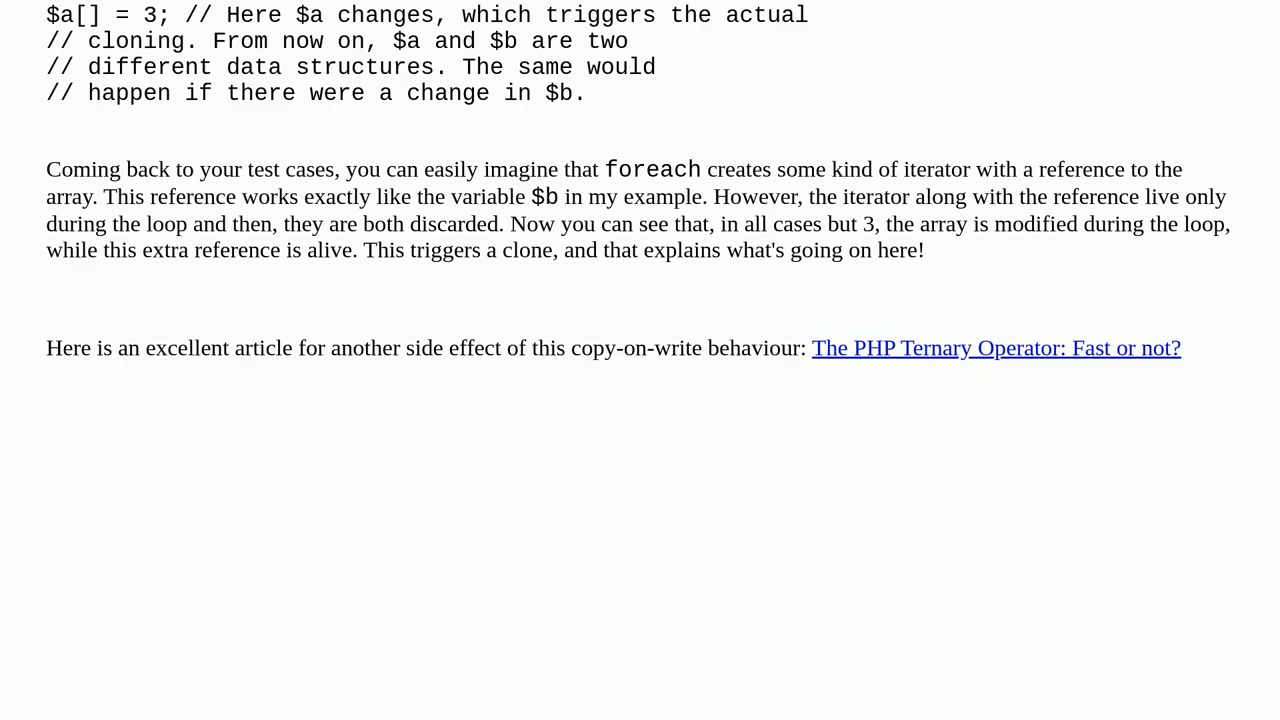 $a[] = 3; // Here $a changes, which triggers the actual
// cloning. From now on, $a and $b are two
// different data structures. The same would
// happen if there were a change in $b.
Coming back to your test cases, you can easily imagine that foreach creates some kind of iterator with a reference to the
array. This reference works exactly like the variable $b in my example. However, the iterator along with the reference live only
during the loop and then, they are both discarded. Now you can see that, in all cases but 3, the array is modified during the loop,
while this extra reference is alive. This triggers a clone, and that explains what's going on here!
Here is an excellent article for another side effect of this copy-on-write behaviour: The PHP Ternary Operator: Fast or not?